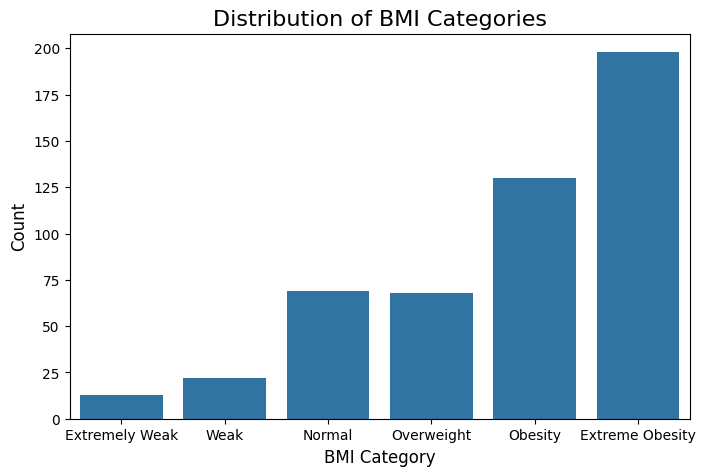 Distribution of BMI Categories
Count
200
175
150
125
100
75
50
25
0
Extremely Weak Weak Normal Overweight Obesity Extreme Obesity
BMI Category